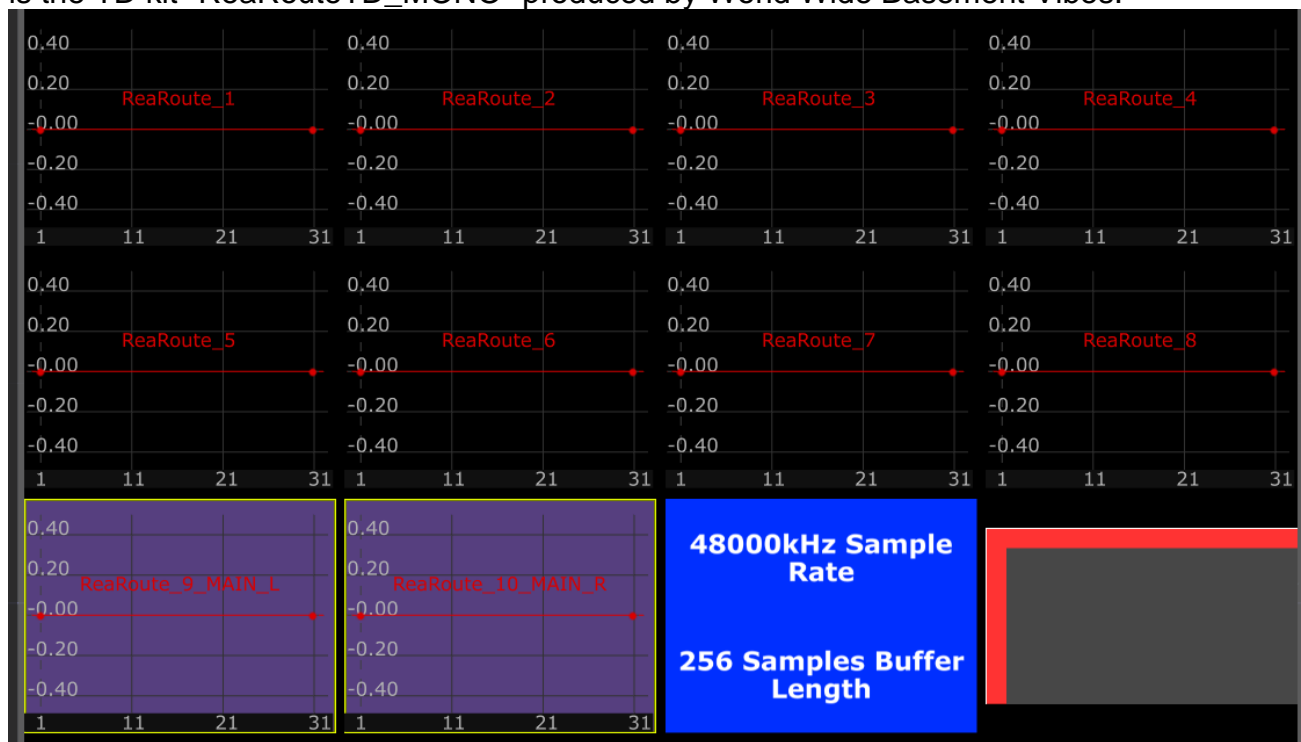 0.40 0.40 0.40 0.40
0.20 0.20 0.20 0.20
ReaRoute_1 ReaRoute_2 ReaRoute_3 ReaRoute_4
-0.00 -0.00 -0.00 -0.00
-0.20 -0.20 -0.20 -0.20
-0.40 -0.40 -0.40 -0.40
1 11 21 31 1 11 21 31 1 11 21 31 1 11 21 31
0.40 0.40 0.40 0.40
0.20 0.20 0.20 0.20
ReaRoute_5 ReaRoute_6 ReaRoute_7 ReaRoute_8
-0.00 -0.00 -0.00 -0.00
-0.20 -0.20 -0.20 -0.20
-0.40 -0.40 -0.40 -0.40
1 11 21 31 1 11 21 31 1 11 21 31 1 11 21 31
0.40 0.40
0.20 0.20
ReaRoute_9_MAIN_L ReaRoute_10_MAIN_R
-0.00 -0.00
-0.20 -0.20
-0.40 -0.40
1 11 21 31 1 11 21 31
48000kHz Sample
Rate
256 Samples Buffer
Length